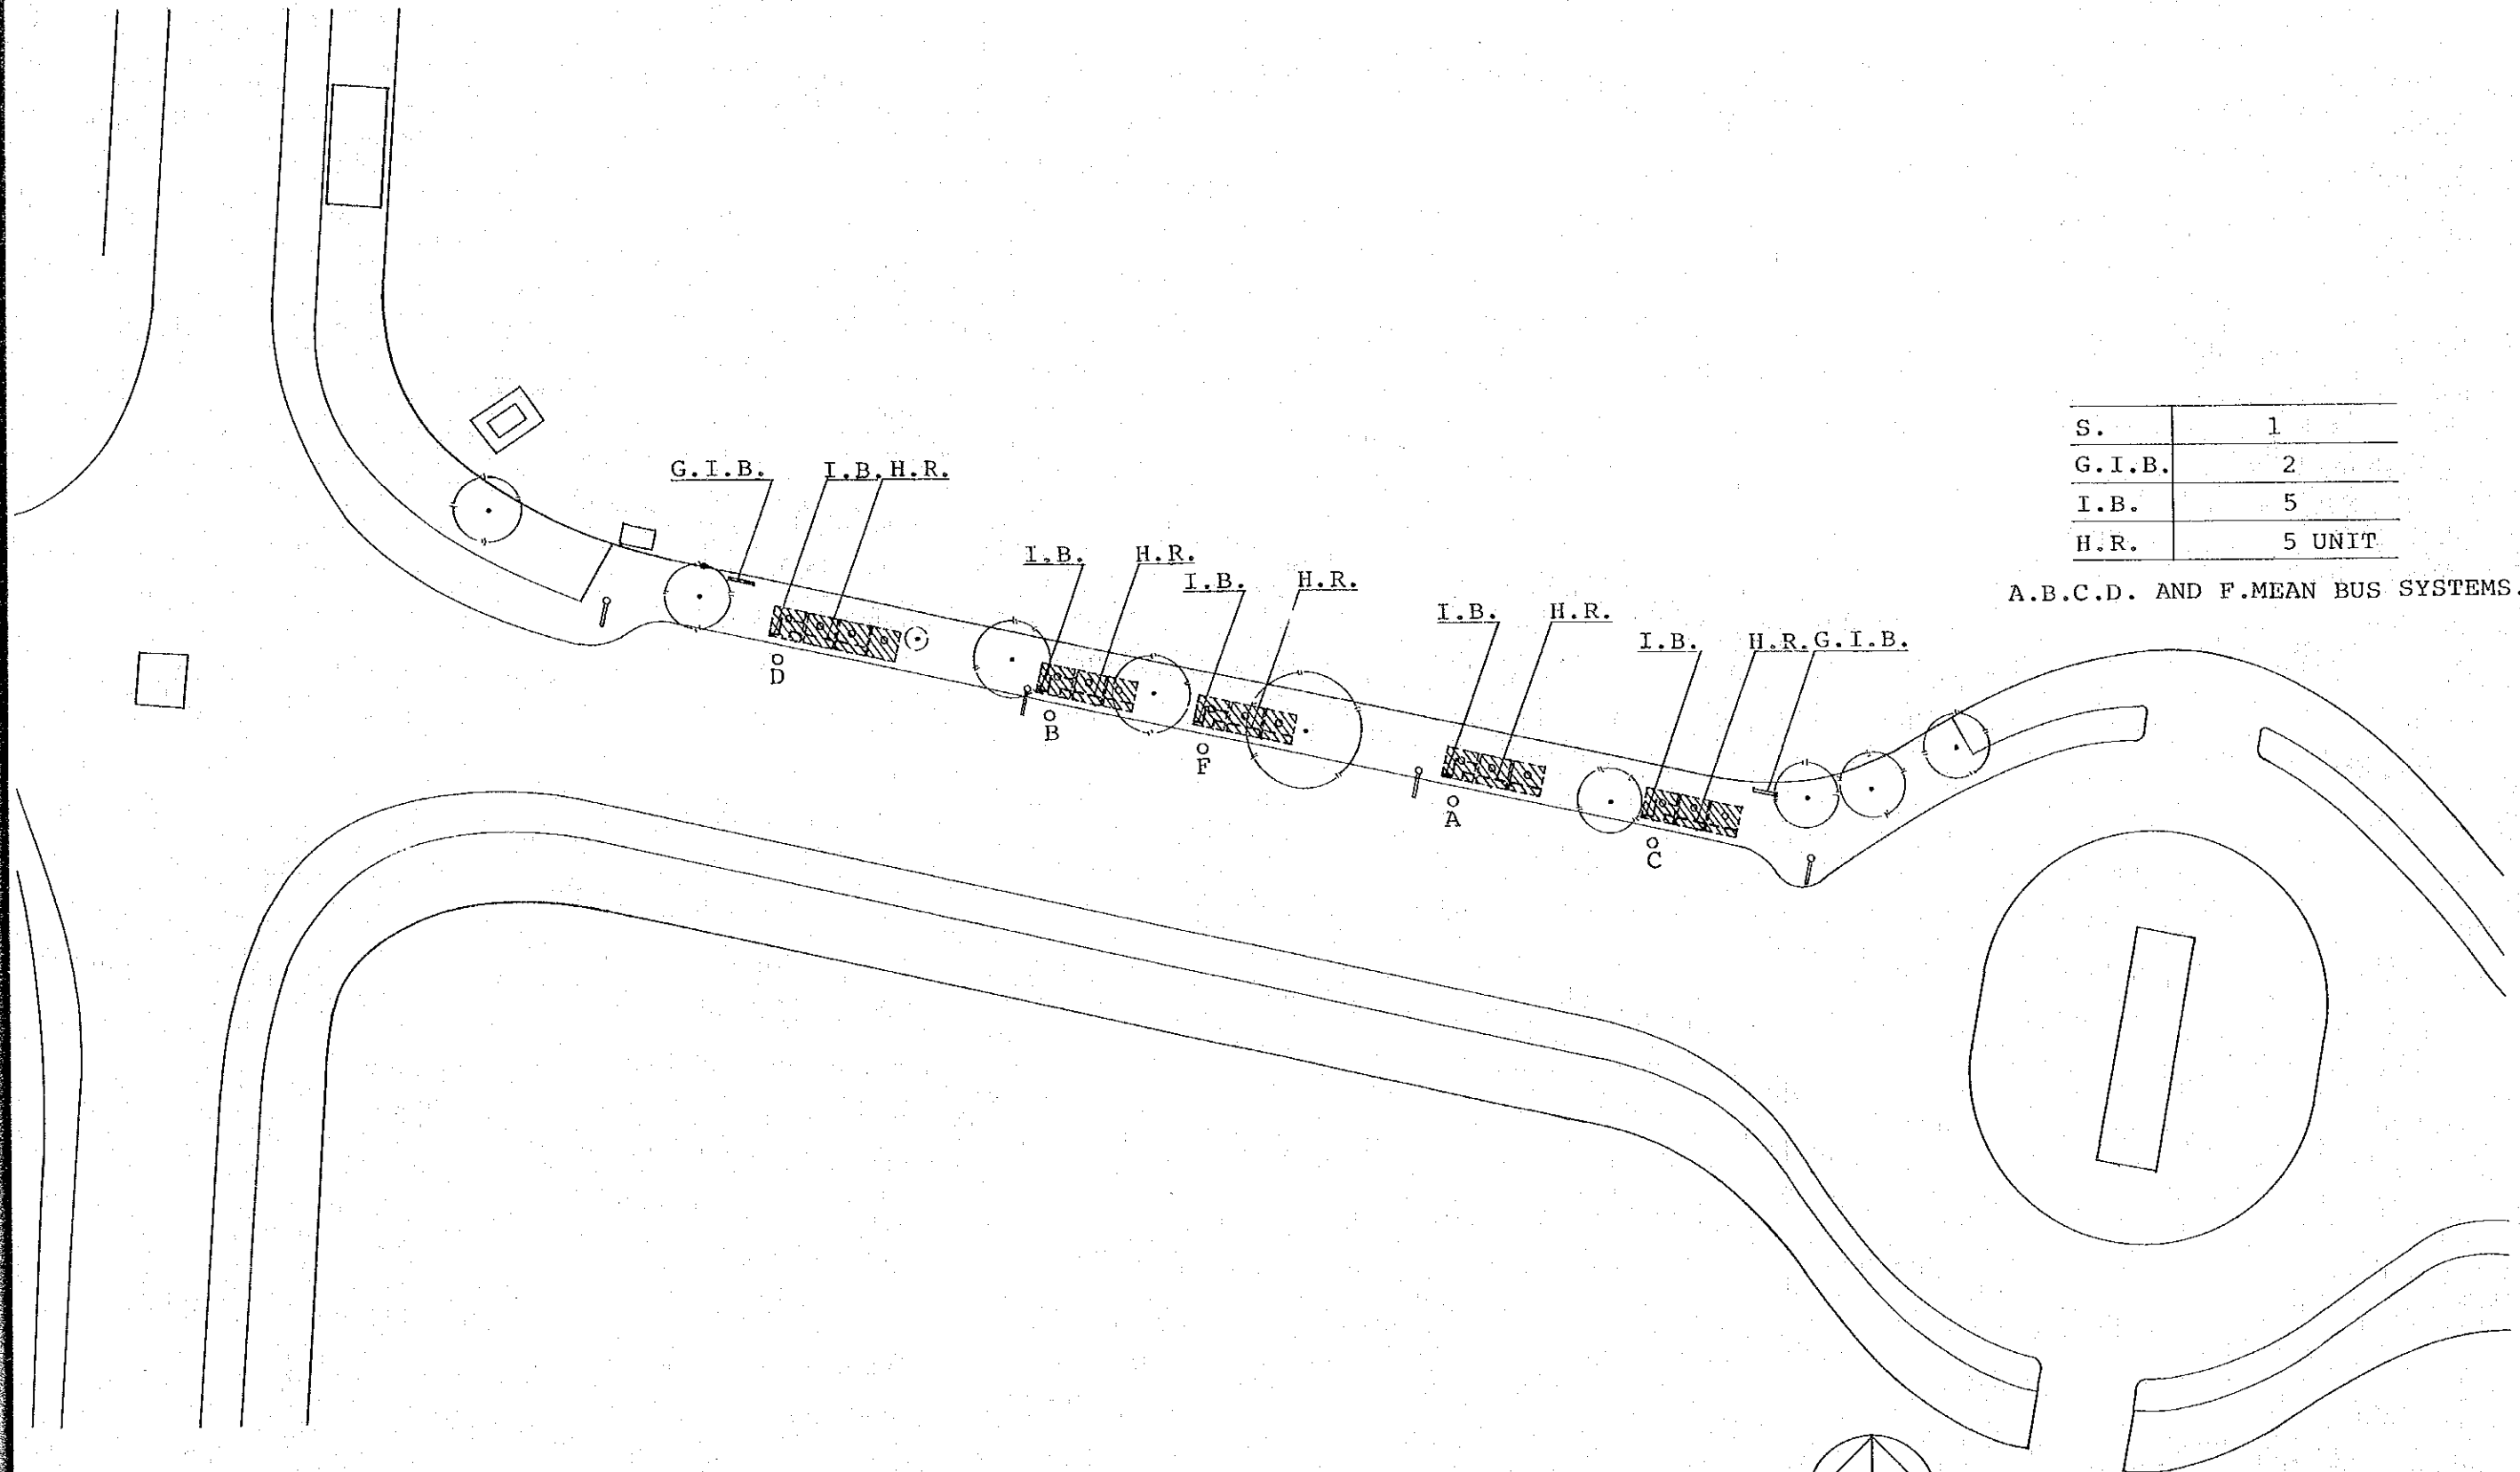 S. 1
G.I.B. 2
I.B. 5
H.R. 5 UNIT
A.B.C.D. AND F.MEAN BUS SYSTEMS.
G.I.B. I.B. H.R.
I.B. H.R.
I.B. H.R.
I.B. H.R.
I.B. H.R. G.I.B.
D
B
F
A
C